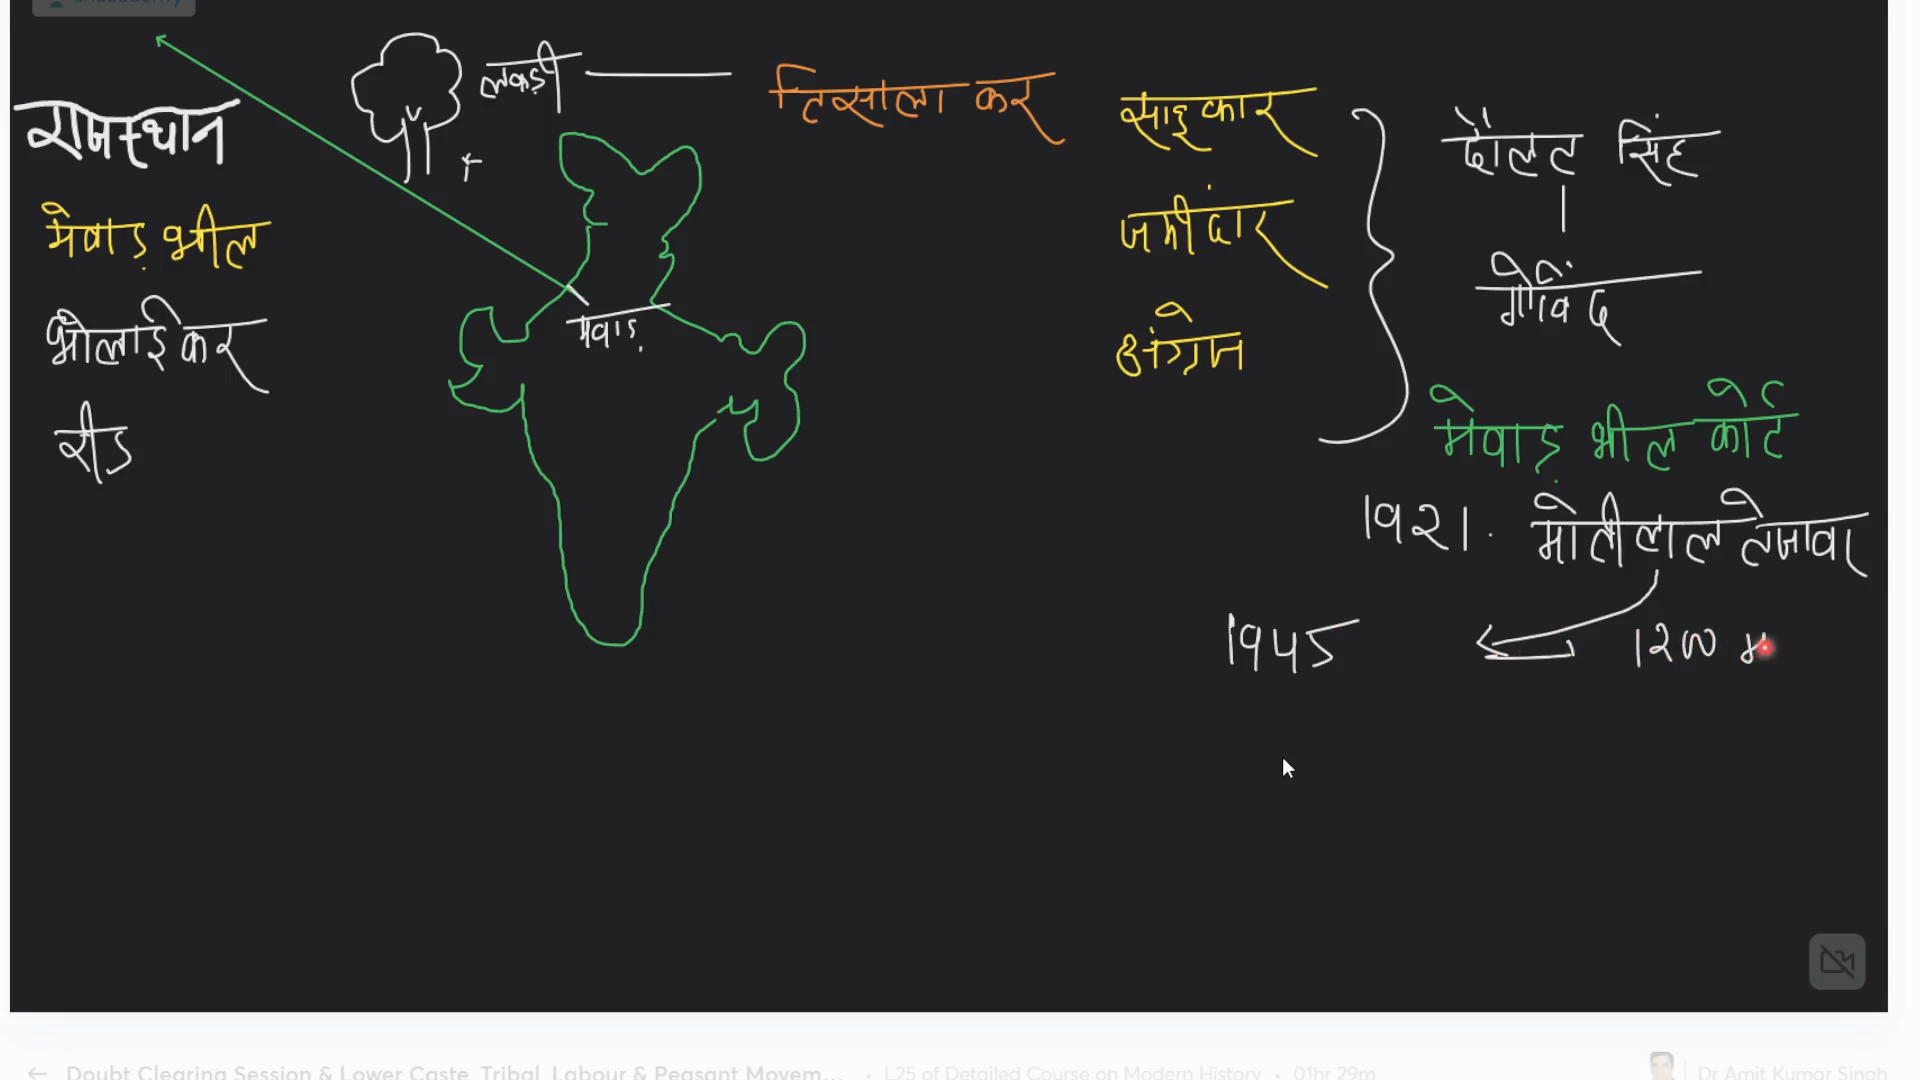 लकड़ी
तिसाला कर
राजस्थान
मेवाड़ भील
भोलाई कर
रोड
मेवाड़
साहूकार
जमींदार
अंग्रेज
दौलत सिंह
गोविंद
मेवाड़ भील कोर्ट
1921. मोतीलाल तेजावर
1945
1200
Doubt Clearing Session & Lower Caste, Tribal, Labour & Peasant Movem... • L25 of Detailed Course on Modern History • 01hr 29m
Dr Amit Kumar Singh